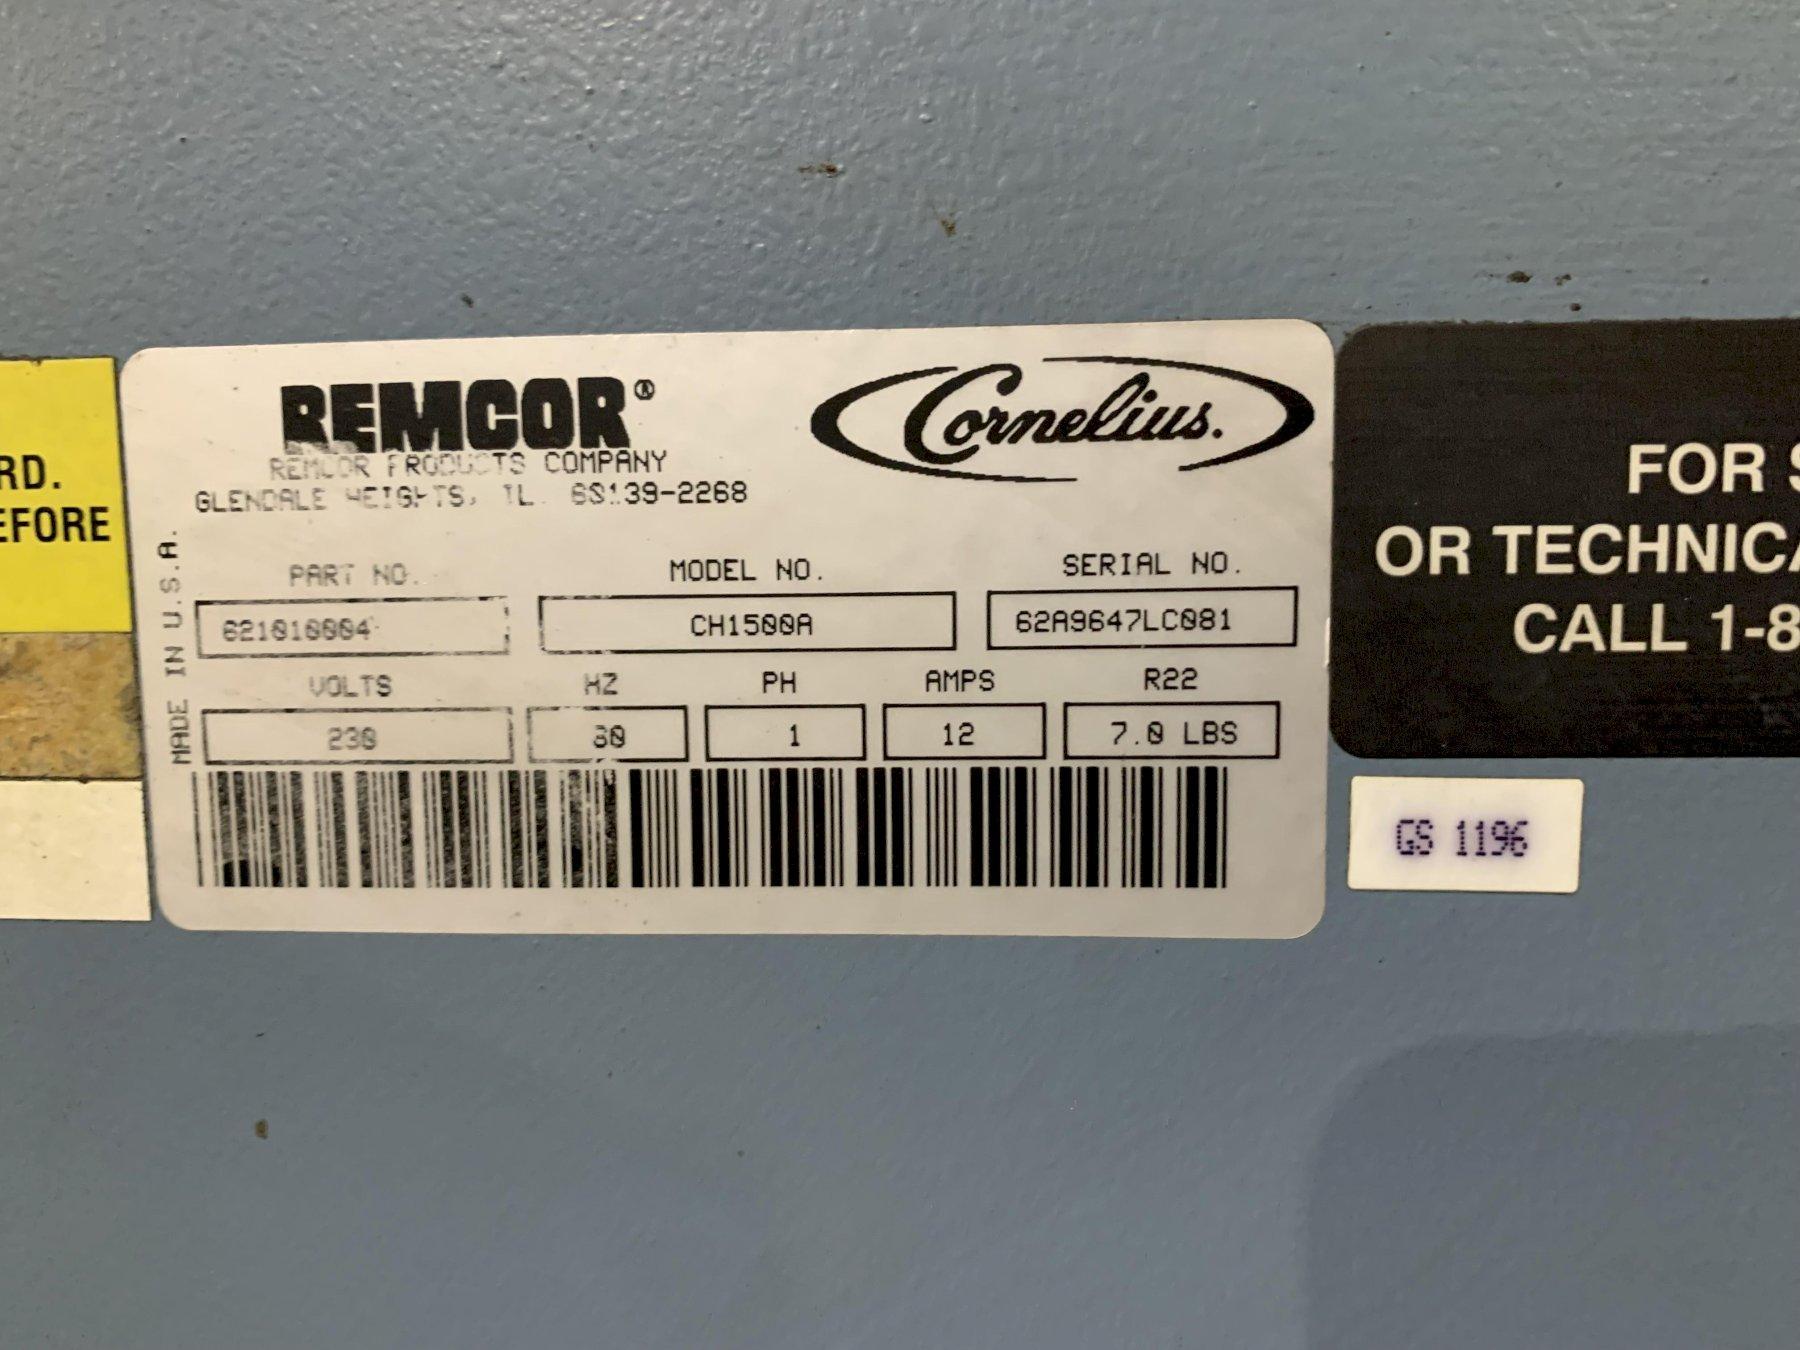 RD.
EFORE
REMCOR®
REMCOR PRODUCTS COMPANY
GLENDALE HEIGHTS, IL. 60139-2268
Cornelius.
MADE IN U.S.A.
PART NO. MODEL NO. SERIAL NO.
621010004 CH1500A 62A9647LC081
VOLTS HZ PH AMPS R22
230 1 12 7.0 LBS
FOR S
OR TECHNICA
CALL 1-8
GS 1196